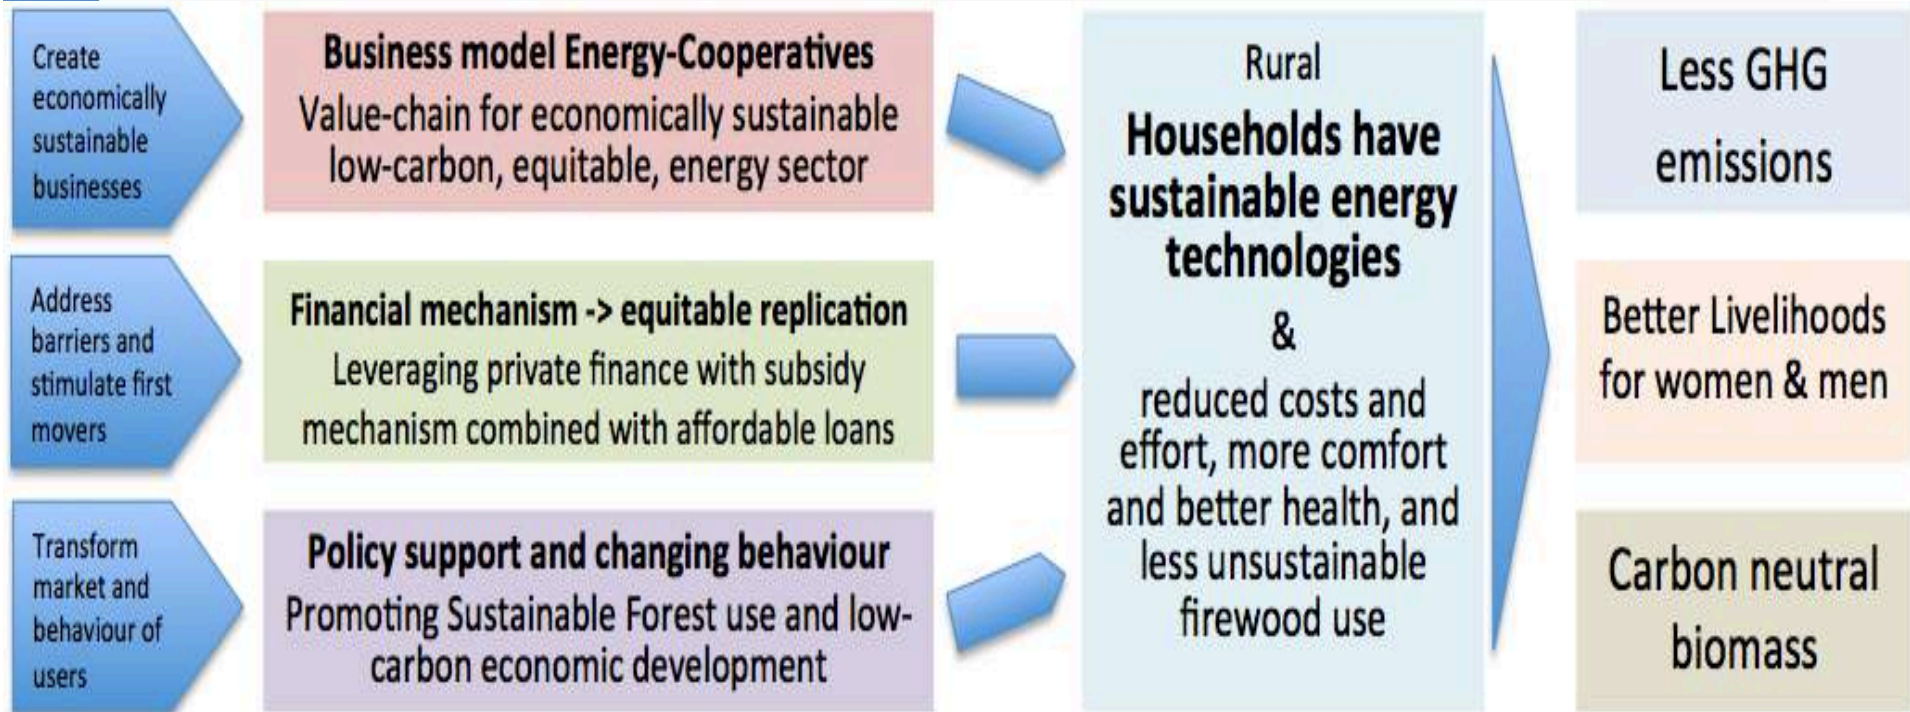 Create
economically
sustainable
businesses
Business model Energy-Cooperatives
Value-chain for economically sustainable
low-carbon, equitable, energy sector
Address
barriers and
stimulate first
movers
Financial mechanism -> equitable replication
Leveraging private finance with subsidy
mechanism combined with affordable loans
Transform
market and
behaviour of
users
Policy support and changing behaviour
Promoting Sustainable Forest use and low-
carbon economic development
Rural
Households have
sustainable energy
technologies
&
reduced costs and
effort, more comfort
and better health, and
less unsustainable
firewood use
Less GHG
emissions
Better Livelihoods
for women & men
Carbon neutral
biomass